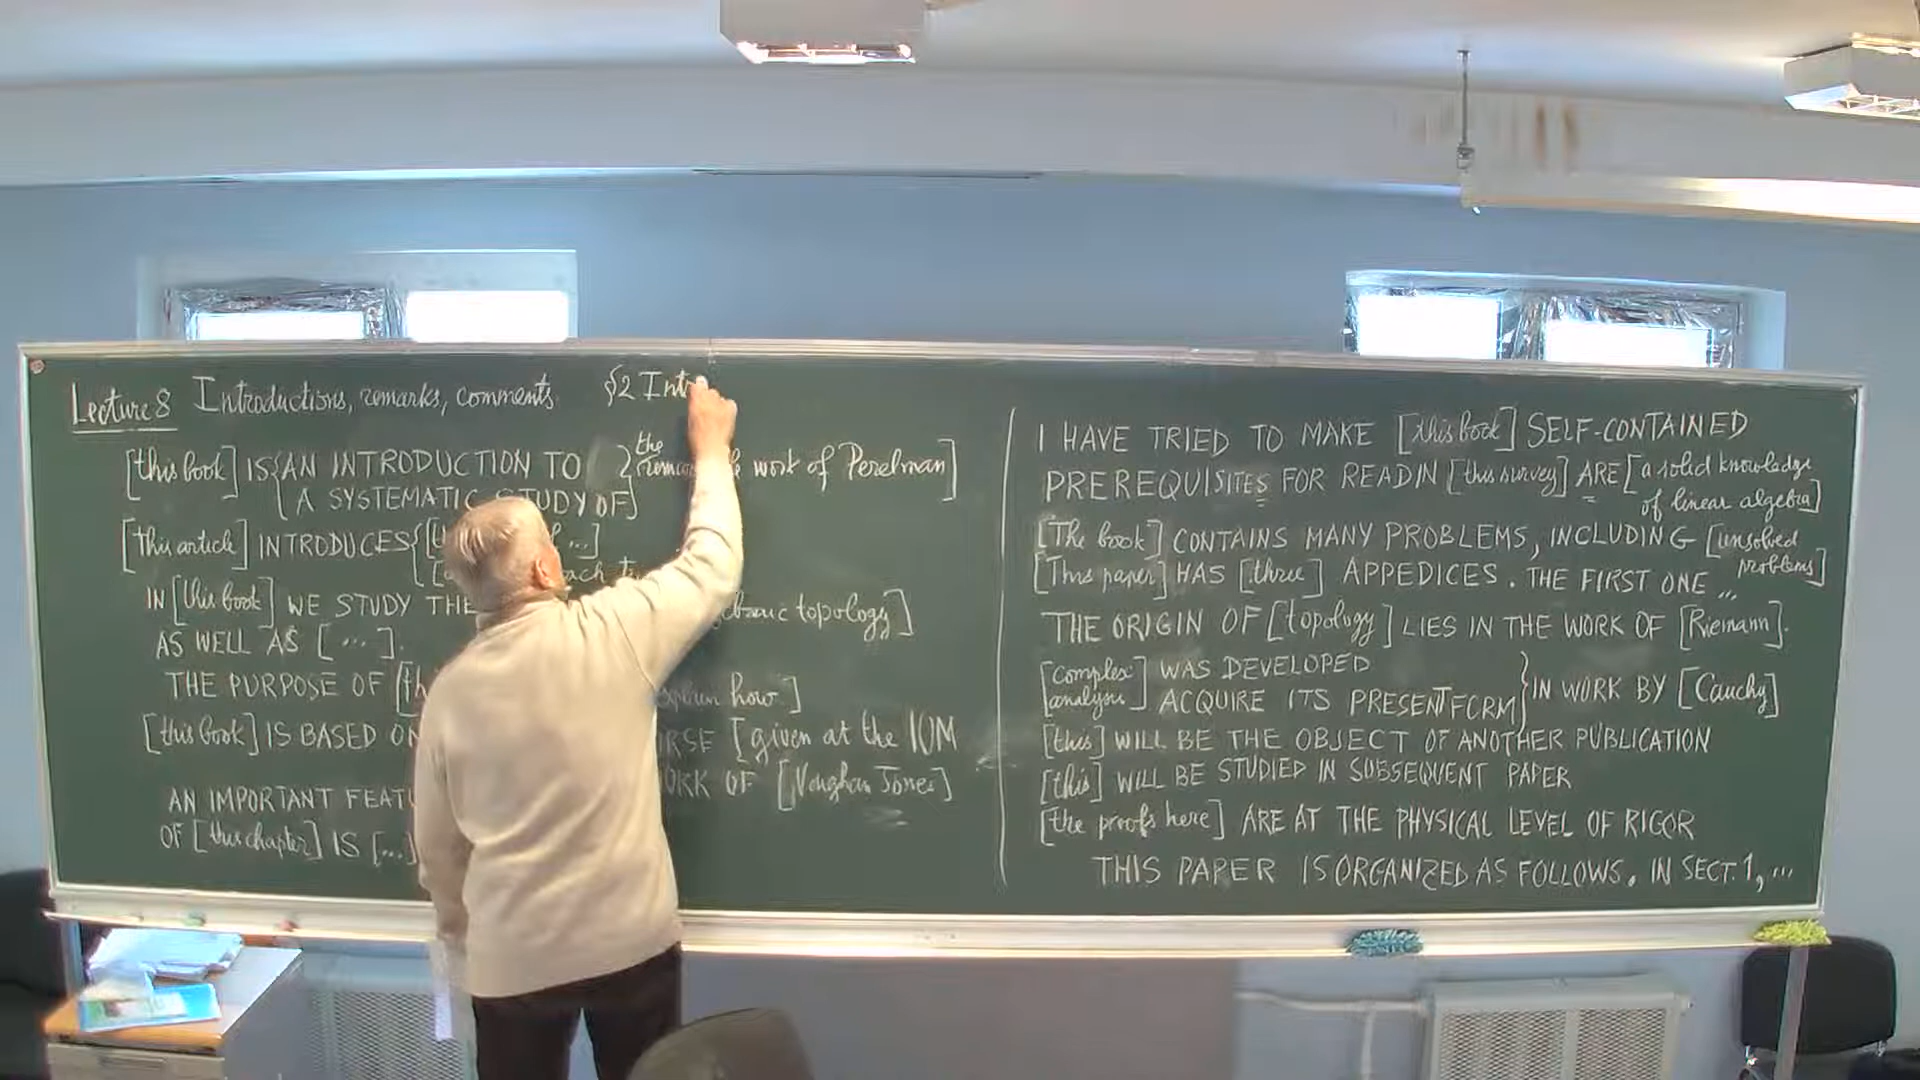 Lecture 8 Introductions, remarks, comments. §2 Intr
[this book] IS { AN INTRODUCTION TO } the work of Perelman]
{ A SYSTEMATIC STUDY OF }
[this article] INTRODUCES { [ ...]
IN [this book] WE STUDY THE topology]
AS WELL AS [...].
THE PURPOSE OF how]
[this book] IS BASED ON [given at the IUM
OF [Vaughan Jones]
AN IMPORTANT
OF [this chapter] IS [...]
I HAVE TRIED TO MAKE [this book] SELF-CONTAINED
PREREQUISITES FOR READIN [this survey] ARE [a solid knowledge
of linear algebra]
[The book] CONTAINS MANY PROBLEMS, INCLUDING [unsolved
problems]
[This paper] HAS [three] APPEDICES. THE FIRST ONE ...
THE ORIGIN OF [topology] LIES IN THE WORK OF [Riemann].
[complex analysis] WAS DEVELOPED
ACQUIRE ITS PRESENT FORM } IN WORK BY [Cauchy]
[this] WILL BE THE OBJECT OF ANOTHER PUBLICATION
[this] WILL BE STUDIED IN SUBSEQUENT PAPER
[the proofs here] ARE AT THE PHYSICAL LEVEL OF RIGOR
THIS PAPER IS ORGANIZED AS FOLLOWS. IN SECT. 1, ...